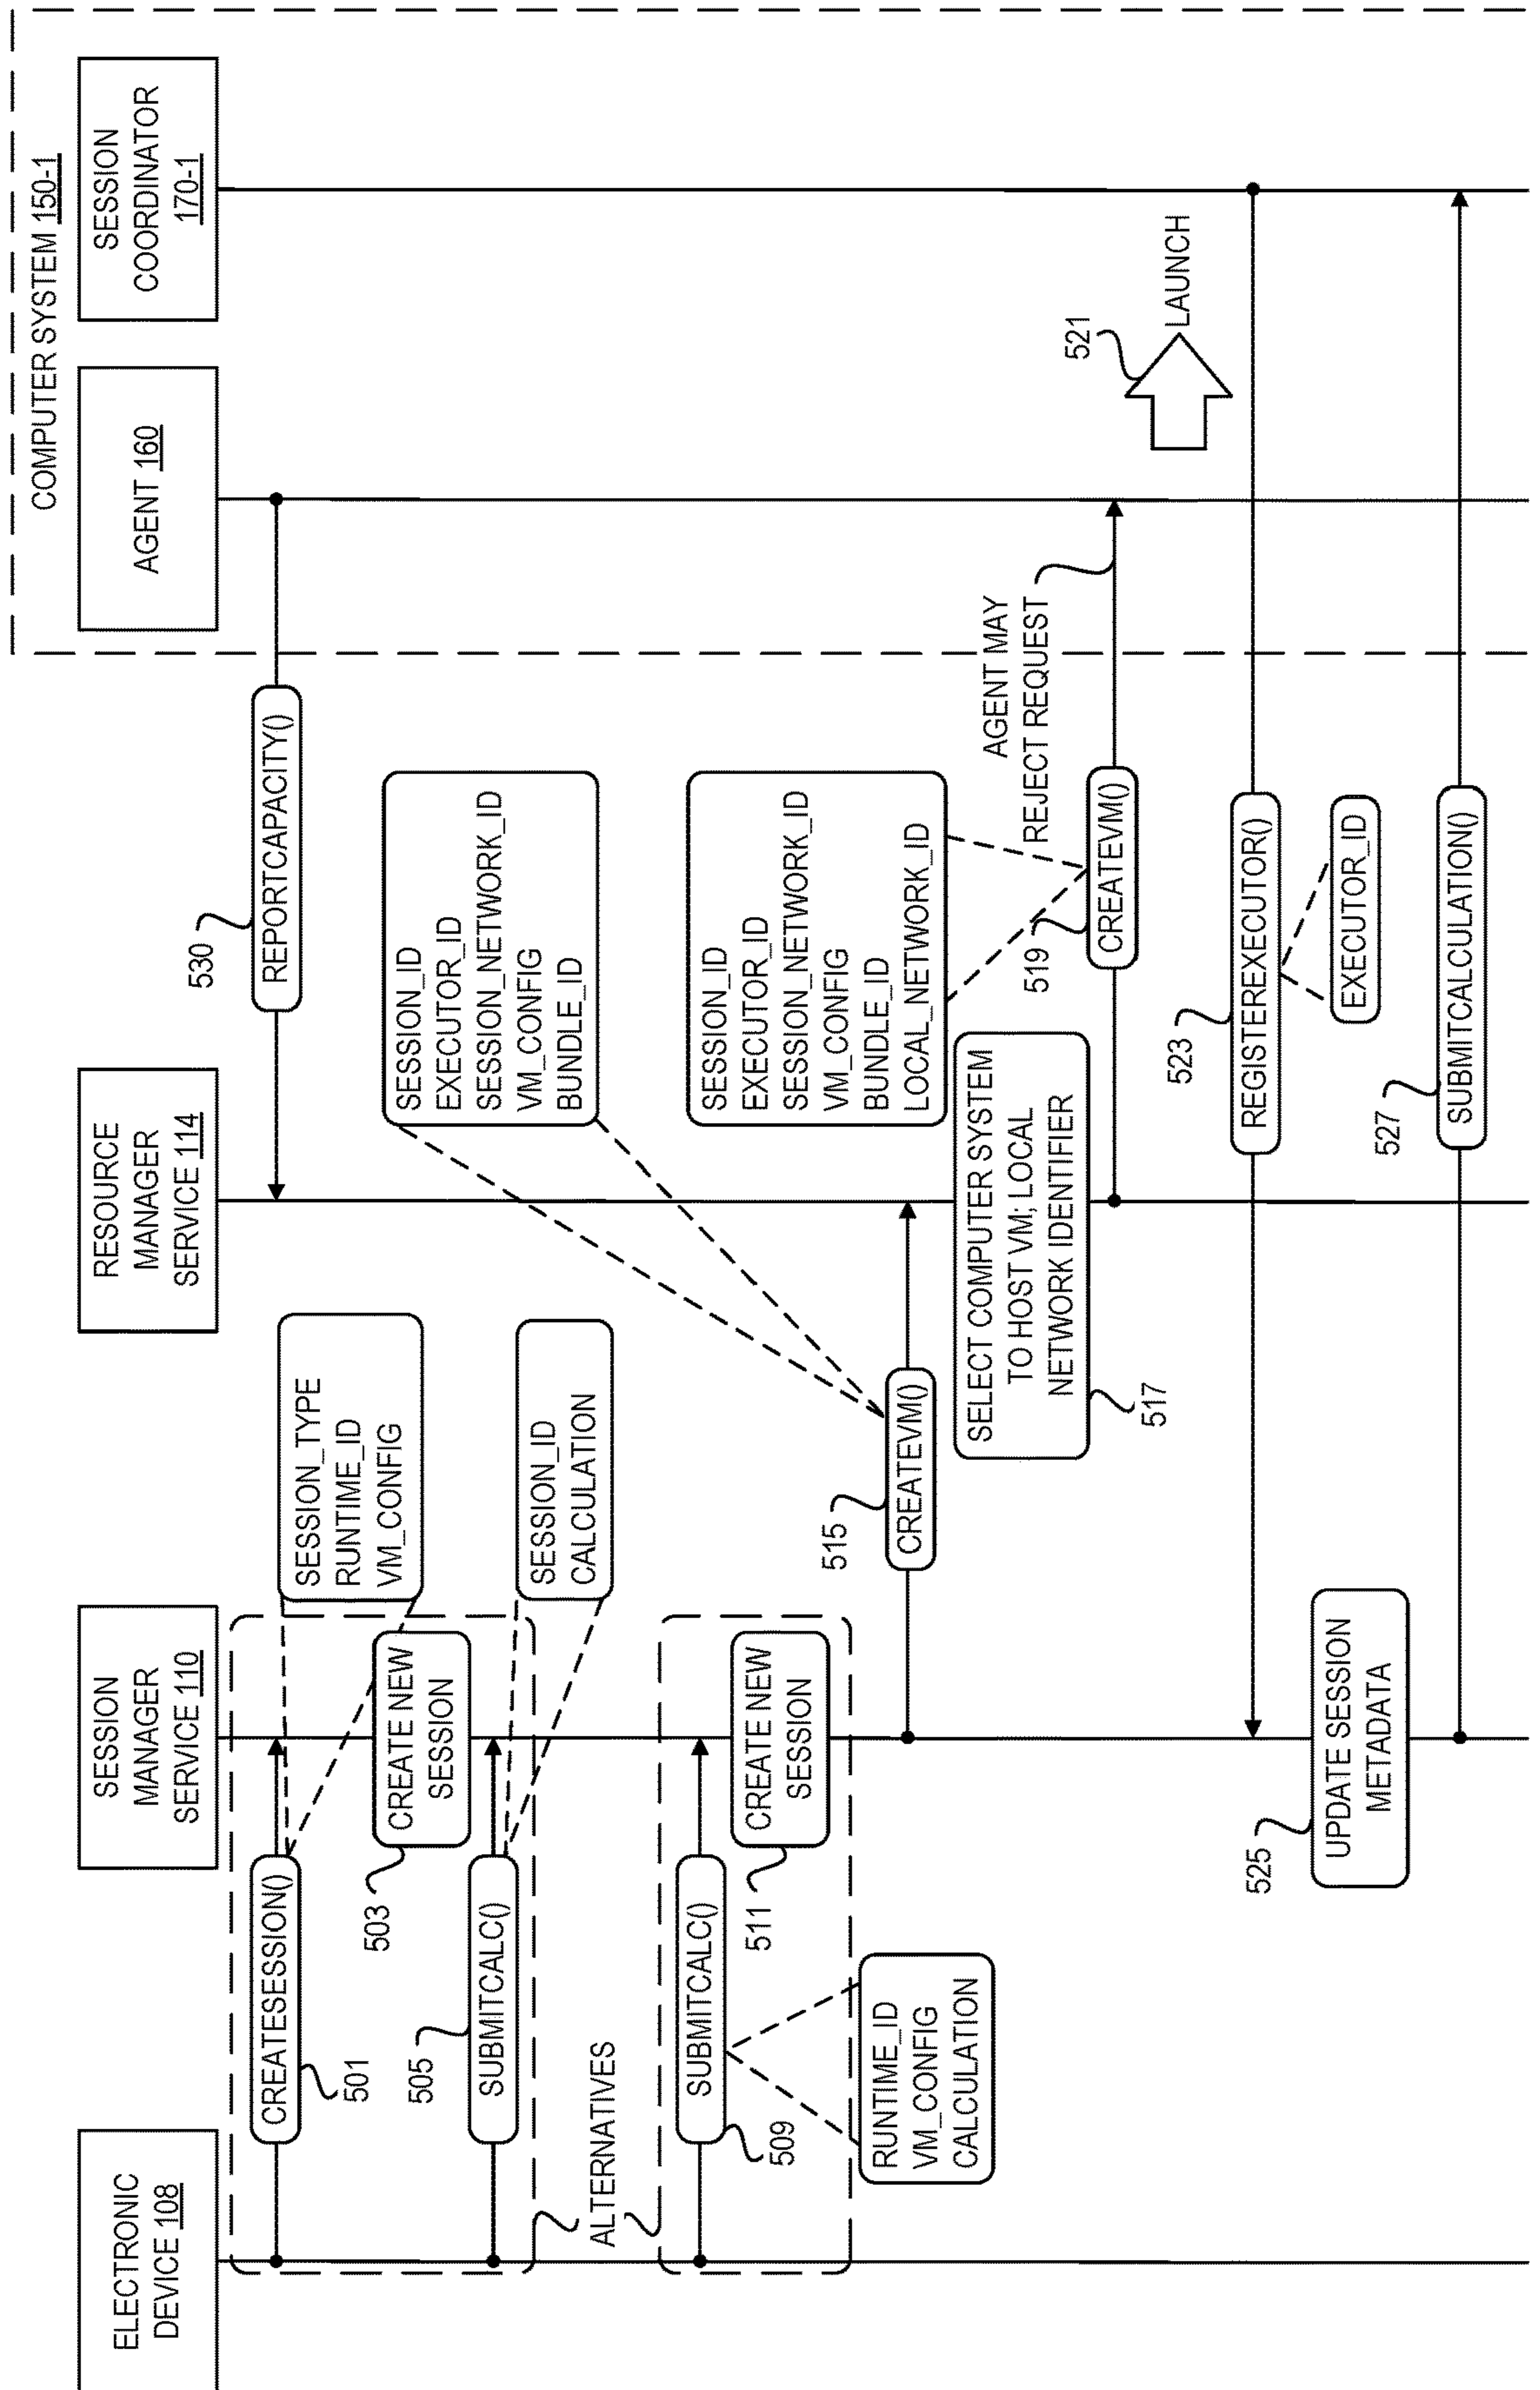 COMPUTER SYSTEM 150-1
ELECTRONIC
DEVICE 108
SESSION
MANAGER
SERVICE 110
RESOURCE
MANAGER
SERVICE 114
AGENT 160
SESSION
COORDINATOR
170-1
CREATESESSION()
501
SESSION_TYPE
RUNTIME_ID
VM_CONFIG
530
REPORTCAPACITY()
503
CREATE NEW
SESSION
505
SUBMITCALC()
SESSION_ID
CALCULATION
SESSION_ID
EXECUTOR_ID
SESSION_NETWORK_ID
VM_CONFIG
BUNDLE_ID
ALTERNATIVES
SUBMITCALC()
509
511
CREATE NEW
SESSION
RUNTIME_ID
VM_CONFIG
CALCULATION
515
CREATEVM()
SESSION_ID
EXECUTOR_ID
SESSION_NETWORK_ID
VM_CONFIG
BUNDLE_ID
LOCAL_NETWORK_ID
SELECT COMPUTER SYSTEM
TO HOST VM; LOCAL
NETWORK IDENTIFIER
517
AGENT MAY
REJECT REQUEST
519
CREATEVM()
521
LAUNCH
523
REGISTEREXECUTOR()
EXECUTOR_ID
525
UPDATE SESSION
METADATA
527
SUBMITCALCULATION()